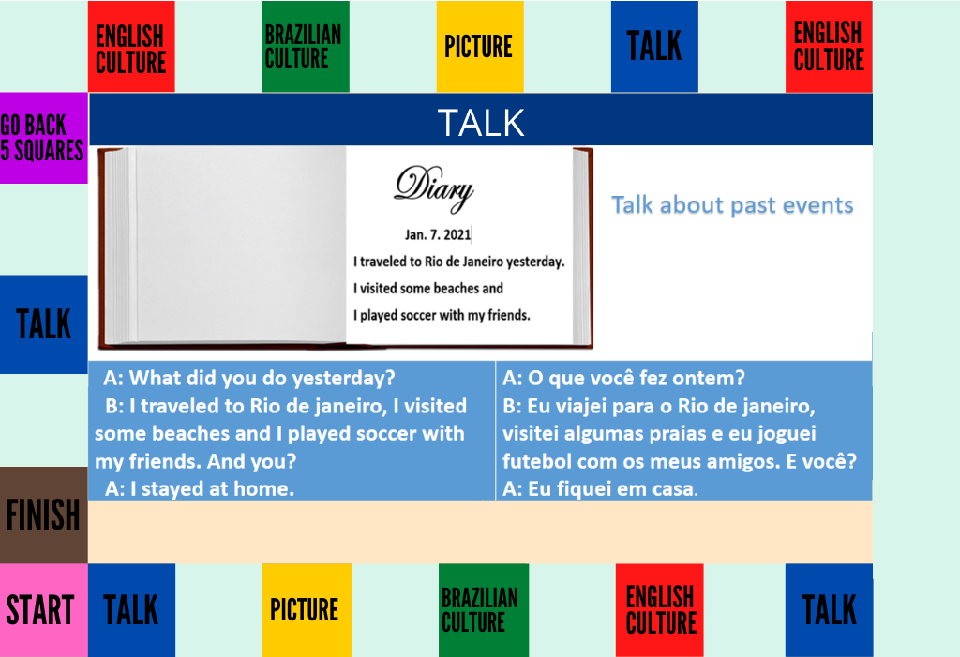 ENGLISH
CULTURE
BRAZILIAN
CULTURE
PICTURE
TALK
ENGLISH
CULTURE
GO BACK
5 SQUARES
TALK
Diary
Jan. 7. 2021
I traveled to Rio de Janeiro yesterday.
I visited some beaches and
I played soccer with my friends.
Talk about past events
TALK
A: What did you do yesterday?
B: I traveled to Rio de janeiro, I visited
some beaches and I played soccer with
my friends. And you?
A: I stayed at home.
A: O que você fez ontem?
B: Eu viajei para o Rio de janeiro,
visitei algumas praias e eu joguei
futebol com os meus amigos. E você?
A: Eu fiquei em casa.
FINISH
START
TALK
PICTURE
BRAZILIAN
CULTURE
ENGLISH
CULTURE
TALK